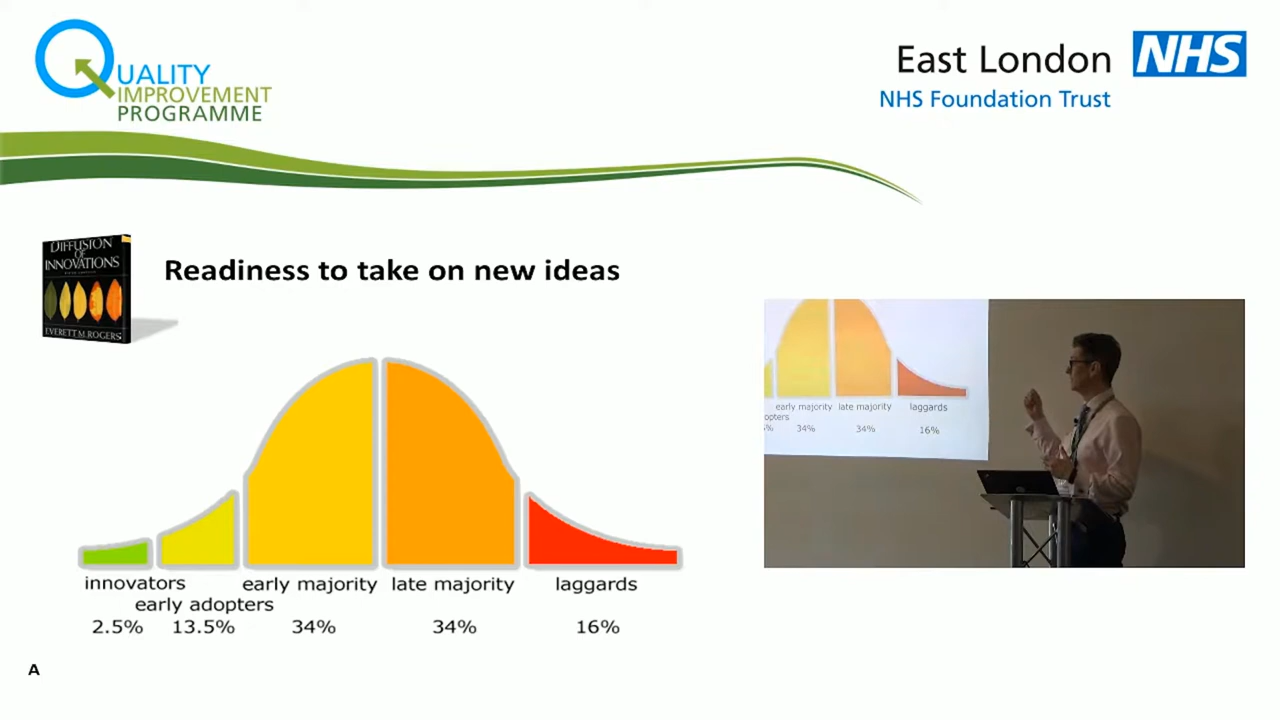 QUALITY
IMPROVEMENT
PROGRAMME
East London NHS
NHS Foundation Trust
DIFFUSION
OF
INNOVATIONS
EVERETT M. ROGERS
Readiness to take on new ideas
innovators
early adopters
early majority
late majority
laggards
2.5% 13.5% 34% 34% 16%
early majority late majority laggards
opters
34% 34% 16%
A